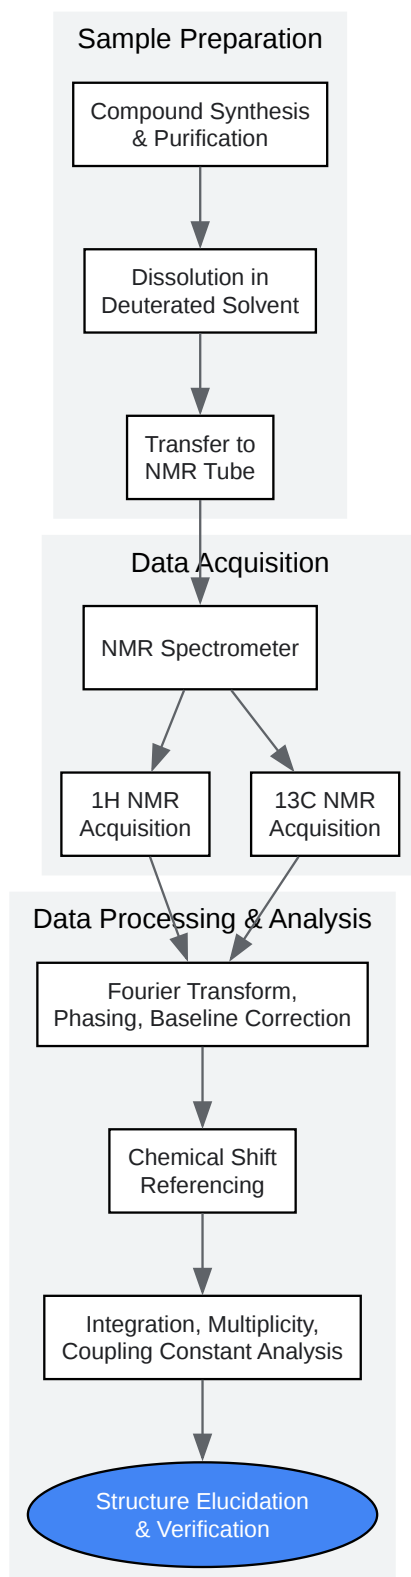 Sample Preparation
Compound Synthesis
& Purification
Dissolution in
Deuterated Solvent
Transfer to
NMR Tube
Data Acquisition
NMR Spectrometer
1H NMR
Acquisition
13C NMR
Acquisition
Data Processing & Analysis
Fourier Transform,
Phasing, Baseline Correction
Chemical Shift
Referencing
Integration, Multiplicity,
Coupling Constant Analysis
Structure Elucidation
& Verification